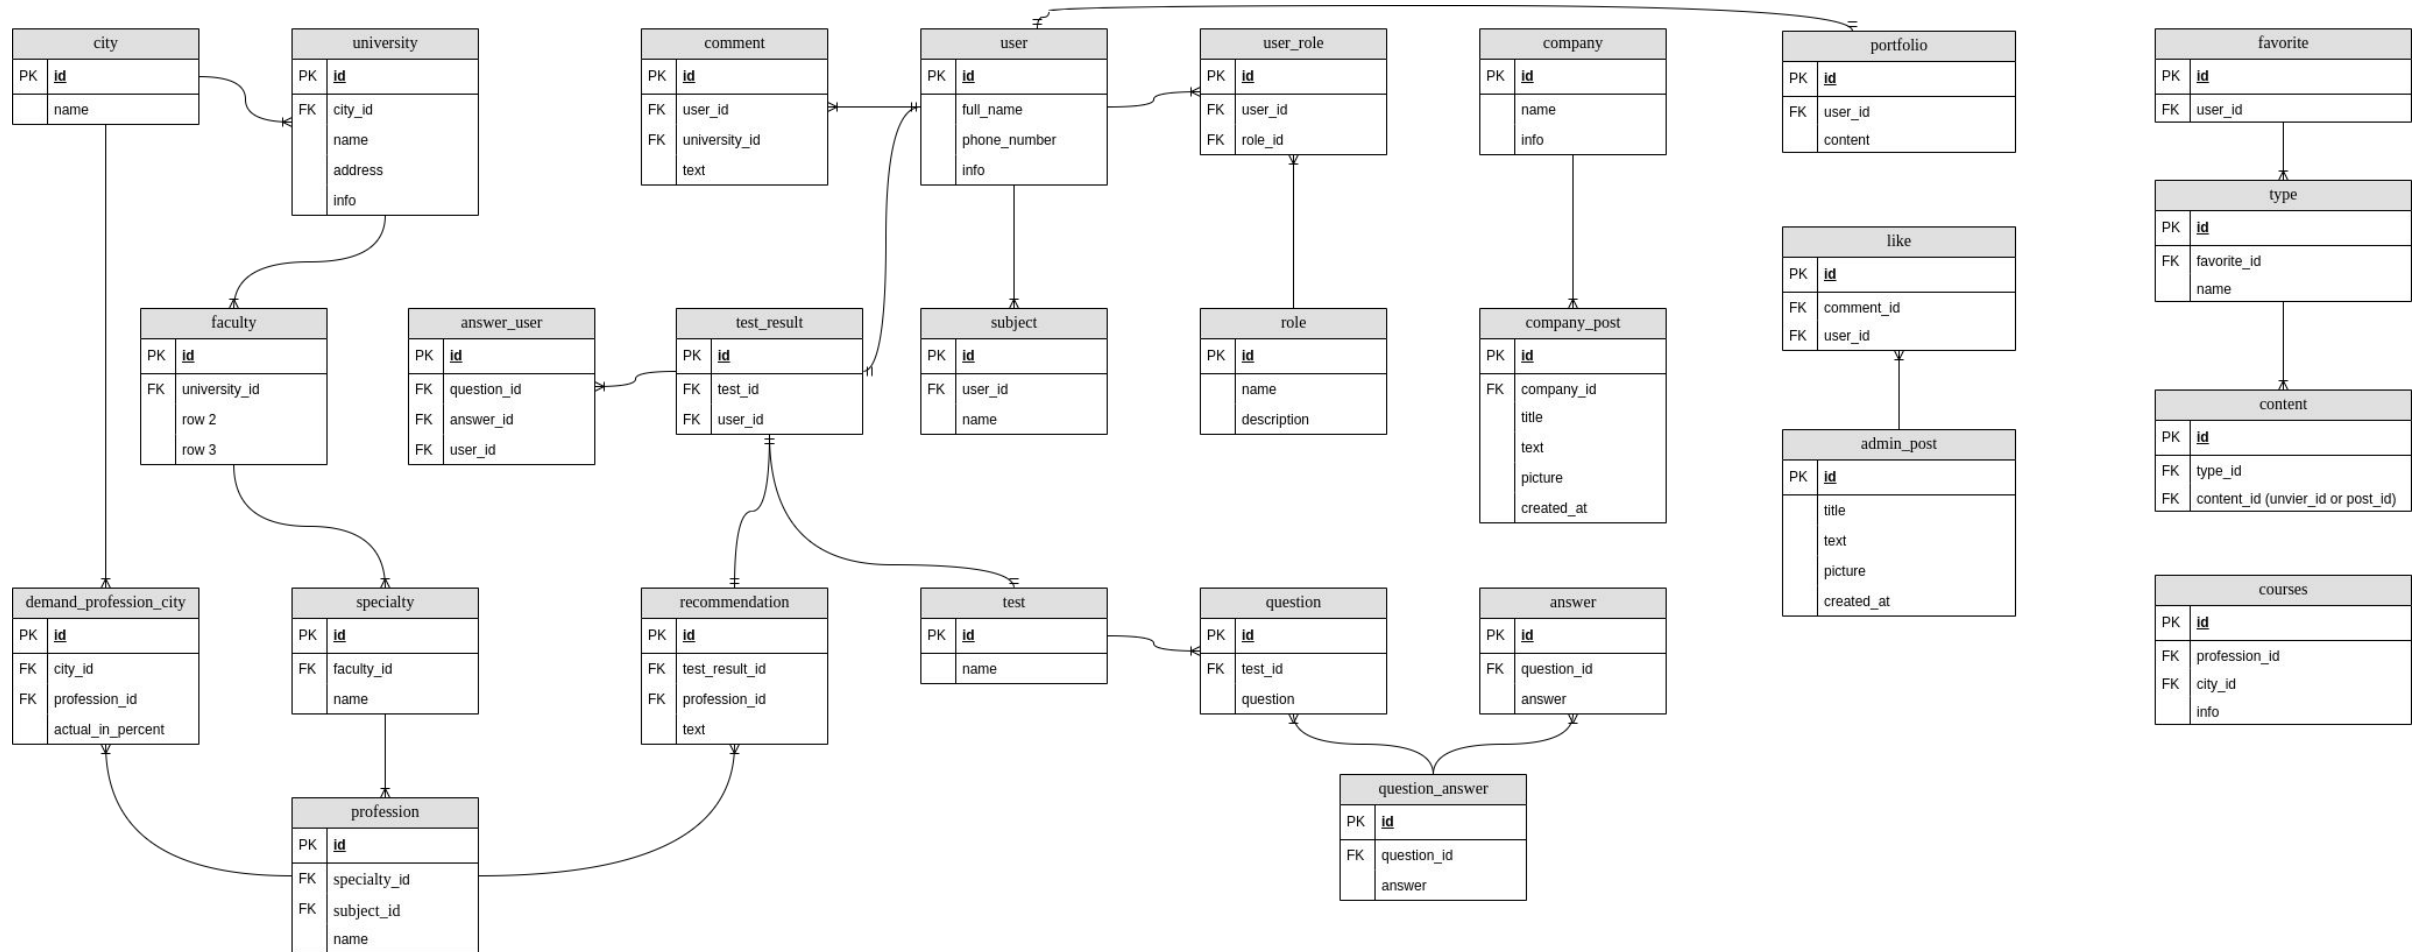 city
PK id
name
university
PK id
FK city_id
name
address
info
comment
PK id
FK user_id
FK university_id
text
user
PK id
full_name
phone_number
info
user_role
PK id
FK user_id
FK role_id
company
PK id
name
info
portfolio
PK id
FK user_id
content
favorite
PK id
FK user_id
type
PK id
FK favorite_id
name
like
PK id
FK comment_id
FK user_id
faculty
PK id
FK university_id
row 2
row 3
answer_user
PK id
FK question_id
FK answer_id
FK user_id
test_result
PK id
FK test_id
FK user_id
subject
PK id
FK user_id
name
role
PK id
name
description
company_post
PK id
FK company_id
title
text
picture
created_at
admin_post
PK id
title
text
picture
created_at
content
PK id
FK type_id
FK content_id (unvier_id or post_id)
demand_profession_city
PK id
FK city_id
FK profession_id
actual_in_percent
specialty
PK id
FK faculty_id
name
recommendation
PK id
FK test_result_id
FK profession_id
text
test
PK id
name
question
PK id
FK test_id
question
answer
PK id
FK question_id
answer
courses
PK id
FK profession_id
FK city_id
info
profession
PK id
FK specialty_id
FK subject_id
name
question_answer
PK id
FK question_id
answer